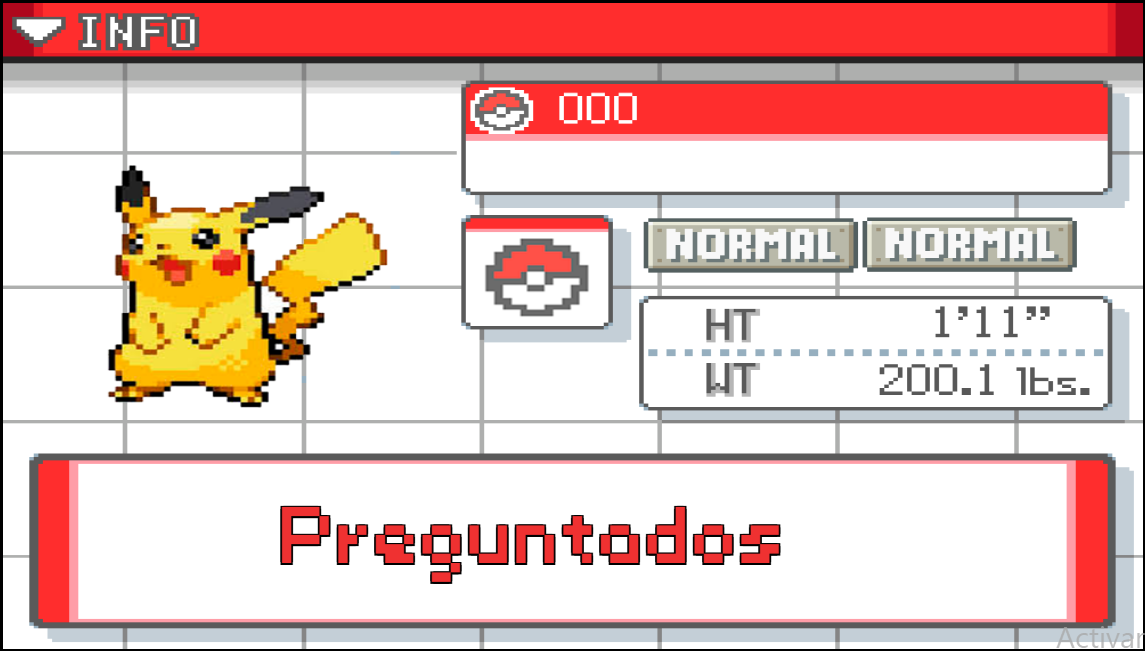 INFO
000
NORMAL NORMAL
HT 1'11”
WT 200.1 lbs.
Preguntados
Activar